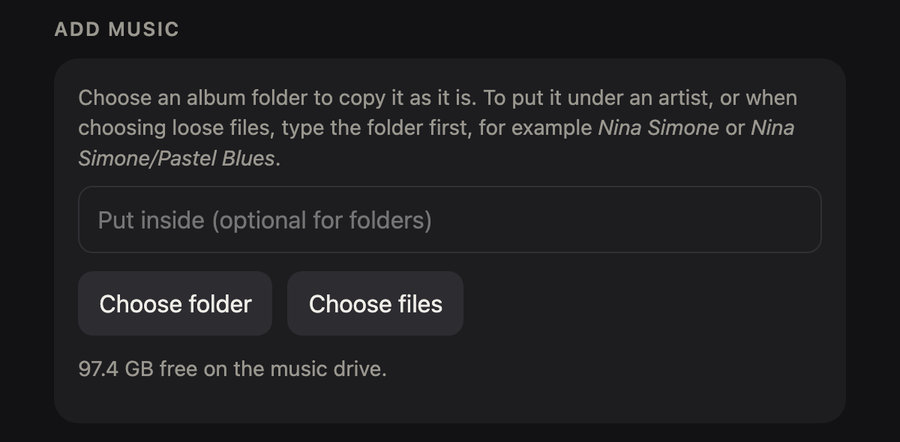 ADD MUSIC
Choose an album folder to copy it as it is. To put it under an artist, or when
choosing loose files, type the folder first, for example Nina Simone or Nina
Simone/Pastel Blues.
Put inside (optional for folders)
Choose folder Choose files
97.4 GB free on the music drive.